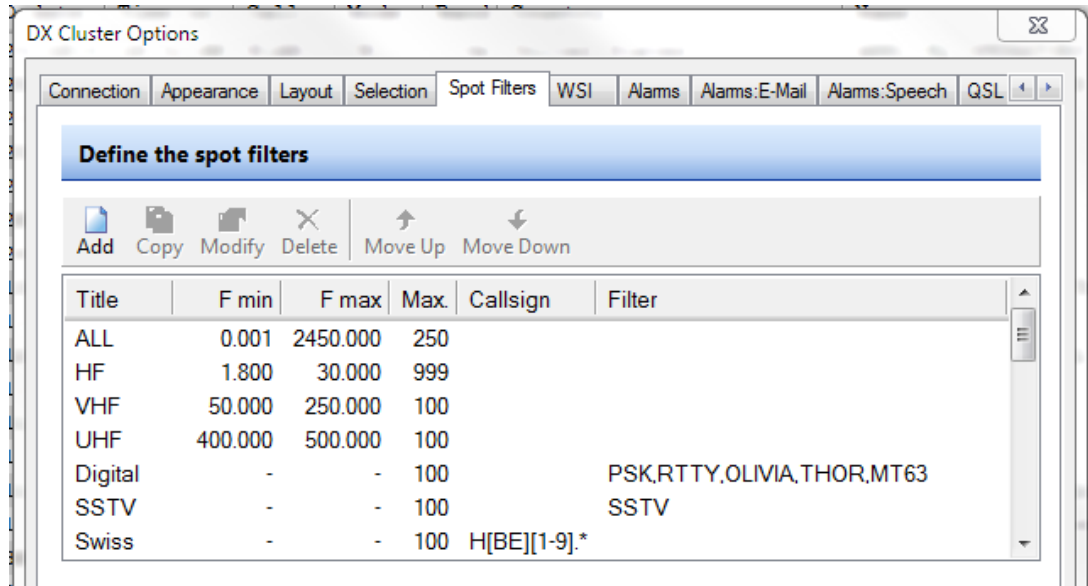 DX Cluster Options
Connection Appearance Layout Selection Spot Filters WSI Alarms Alarms:E-Mail Alarms:Speech QSL
Define the spot filters
Add Copy Modify Delete Move Up Move Down
Title F min F max Max. Callsign Filter
ALL 0.001 2450.000 250
HF 1.800 30.000 999
VHF 50.000 250.000 100
UHF 400.000 500.000 100
Digital - - 100 PSK,RTTY,OLIVIA,THOR,MT63
SSTV - - 100 SSTV
Swiss - - 100 H[BE][1-9].*